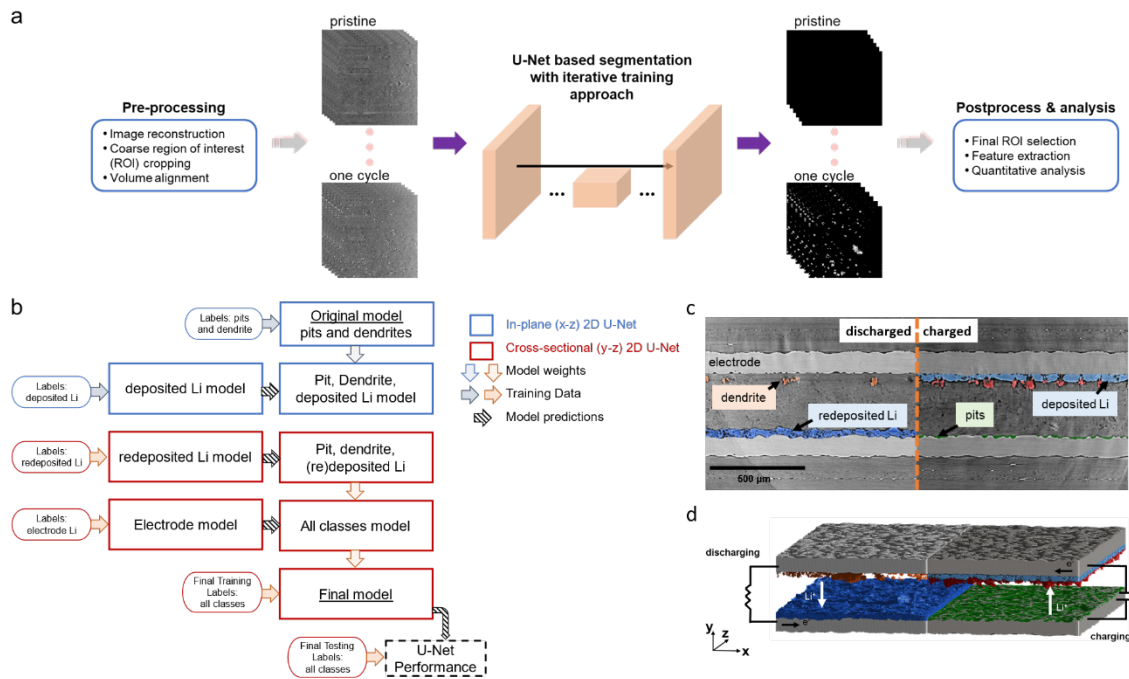 a
pristine
U-Net based segmentation
with iterative training
approach
Pre-processing
• Image reconstruction
• Coarse region of
interest (ROI) cropping
• Volume alignment
Postprocess & analysis
• Final ROI selection
• Feature extraction
• Quantitative analysis
one cycle
... ...
one cycle
pristine
b
Labels: pits
and dendrite
Original model
pits and dendrites
Labels:
deposited Li
deposited Li model
Pit, Dendrite,
deposited Li model
Labels:
redeposited Li
redeposited Li model
Pit, dendrite,
(re)deposited Li
Labels:
electrode Li
Electrode model
All classes model
Final Training
Labels:
all classes
Final model
Final Testing
Labels:
all classes
U-Net
Performance
In-plane (x-z) 2D U-Net
Cross-sectional (y-z) 2D U-Net
Model weights
Training Data
Model predictions
c
discharged charged
electrode
dendrite
deposited Li
redeposited Li
pits
500 µm
d
discharging
e⁻
Li⁺
Li⁺
e⁻
charging
y
z
x